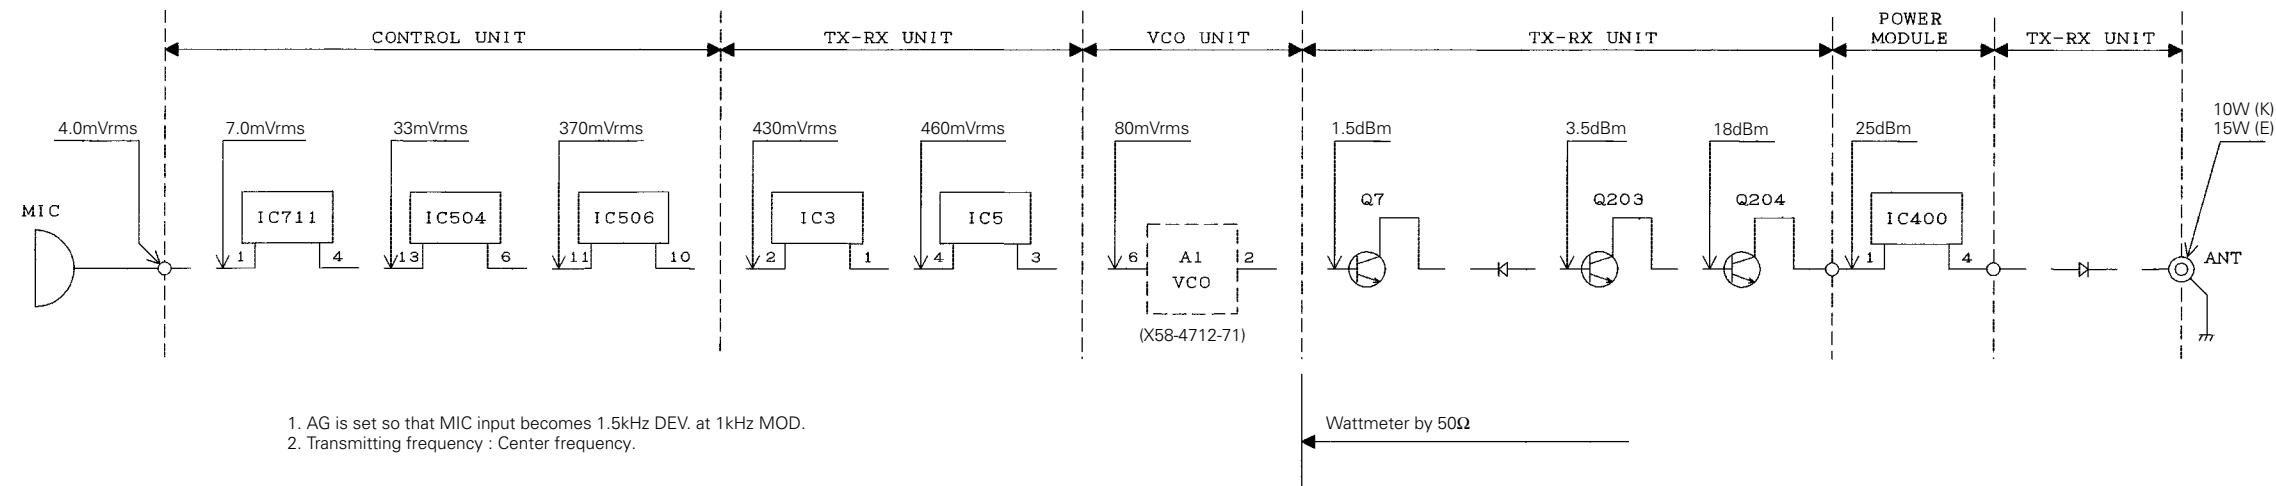 CONTROL UNIT
TX-RX UNIT
VCO UNIT
TX-RX UNIT
POWER
MODULE
TX-RX UNIT
4.0mVrms
7.0mVrms
33mVrms
370mVrms
430mVrms
460mVrms
80mVrms
1.5dBm
3.5dBm
18dBm
25dBm
10W (K)
15W (E)
MIC
IC711
1
4
IC504
13
6
IC506
11
10
IC3
2
1
IC5
4
3
A1
VCO
6
2
(X58-4712-71)
Q7
Q203
Q204
IC400
1
4
ANT
1. AG is set so that MIC input becomes 1.5kHz DEV. at 1kHz MOD.
2. Transmitting frequency : Center frequency.
Wattmeter by 50Ω